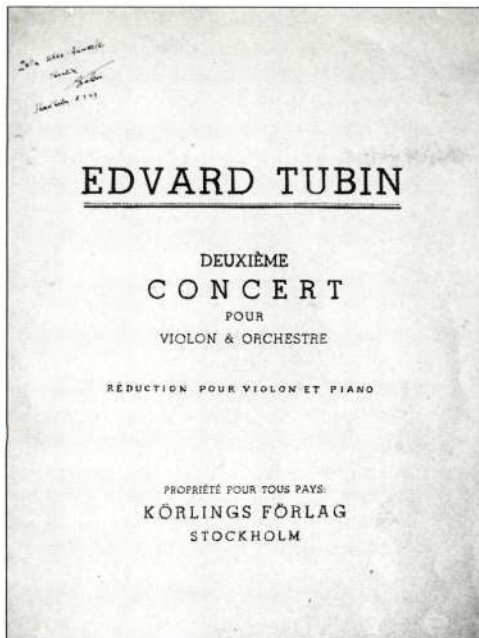 EDVARD TUBIN
DEUXIÈME
CONCERT
POUR
VIOLON & ORCHESTRE
RÉDUCTION POUR VIOLON ET PIANO
PROPRIÉTÉ POUR TOUS PAYS:
KÖRLINGS FÖRLAG
STOCKHOLM